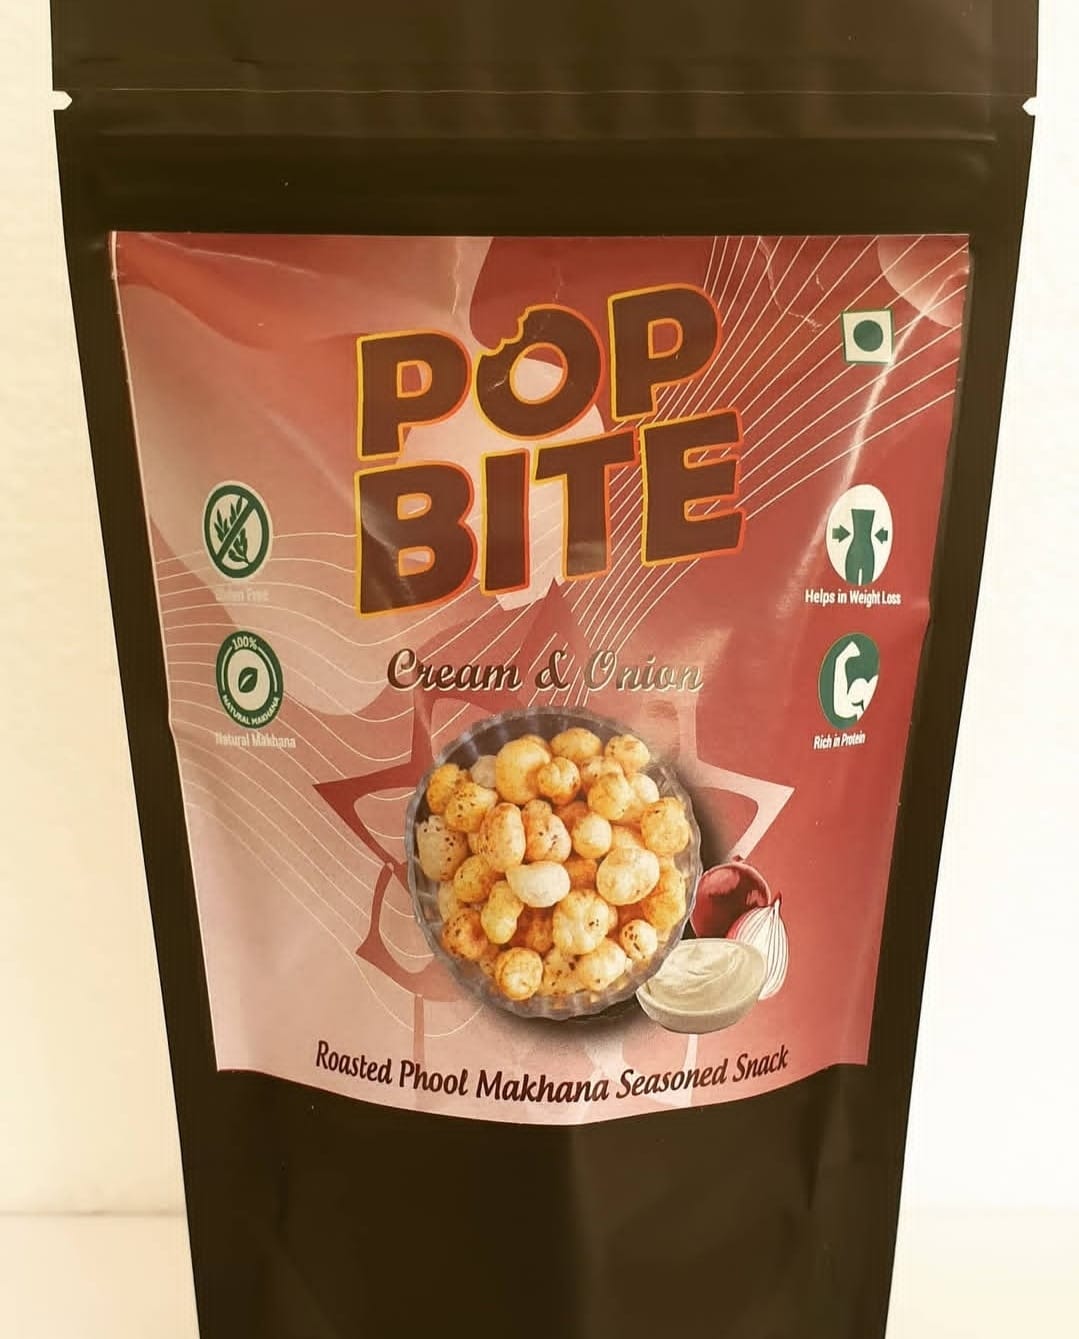 POP
BITE
Gluten Free
Helps in Weight Loss
100%
NATURAL MAKHANA
Natural Makhana
Rich in Protein
Cream & Onion
Roasted Phool Makhana Seasoned Snack